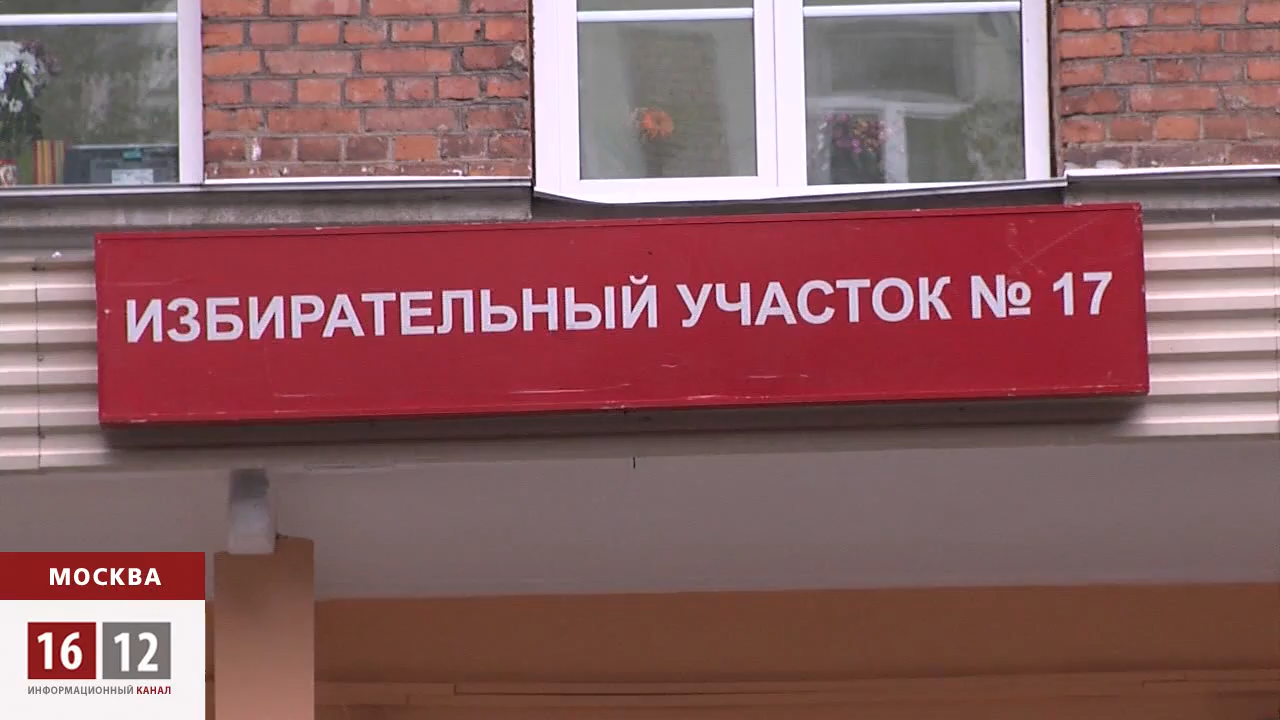 ИЗБИРАТЕЛЬНЫЙ УЧАСТОК № 17
МОСКВА
16 12
ИНФОРМАЦИОННЫЙ КАНАЛ